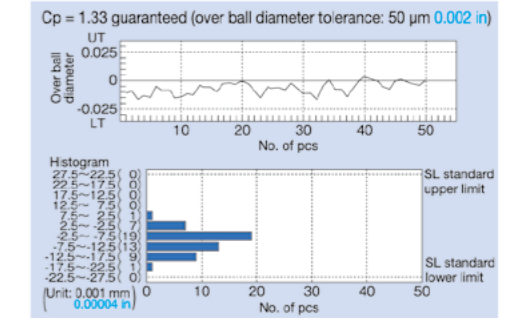 Cp = 1.33 guaranteed (over ball diameter tolerance: 50 µm 0.002 in)
UT
0.025
0
-0.025
LT
Over ball
diameter
10 20 30 40 50
No. of pcs
Histogram
27.5~22.5( 0)
22.5~17.5( 0)
17.5~12.5( 0)
12.5~ 7.5( 0)
7.5~ 2.5( 1)
2.5~ -2.5( 7)
-2.5~ -7.5(19)
-7.5~-12.5(13)
-12.5~-17.5( 9)
-17.5~-22.5( 1)
-22.5~-27.5( 0)
SL standard
upper limit
SL standard
lower limit
(Unit: 0.001 mm
0.00004 in)
0 10 20 30 40 50
No. of pcs